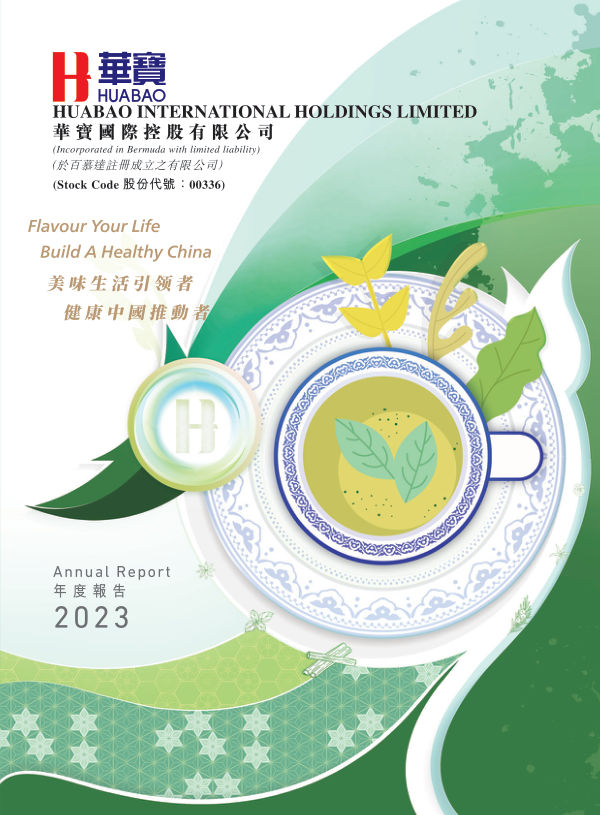 華寶
HUABAO
HUABAO INTERNATIONAL HOLDINGS LIMITED
華寶國際控股有限公司
(Incorporated in Bermuda with limited liability)
(於百慕達註冊成立之有限公司)
(Stock Code 股份代號：00336)
Flavour Your Life
Build A Healthy China
美味生活引领者
健康中國推動者
Annual Report
年度報告
2023